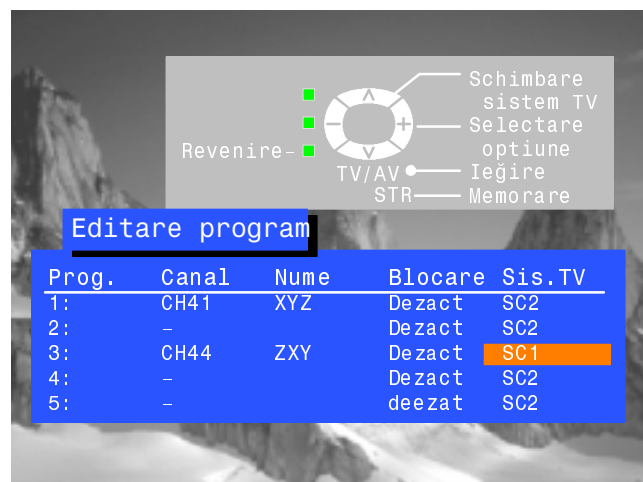 Schimbare
sistem TV
Selectare
Revenire- optiune
TV/AV Ieğire
STR Memorare
Editare program
Prog. Canal Nume Blocare Sis.TV
1: CH41 XYZ Dezact SC2
2: – Dezact SC2
3: CH44 ZXY Dezact SC1
4: – Dezact SC2
5: – deezat SC2